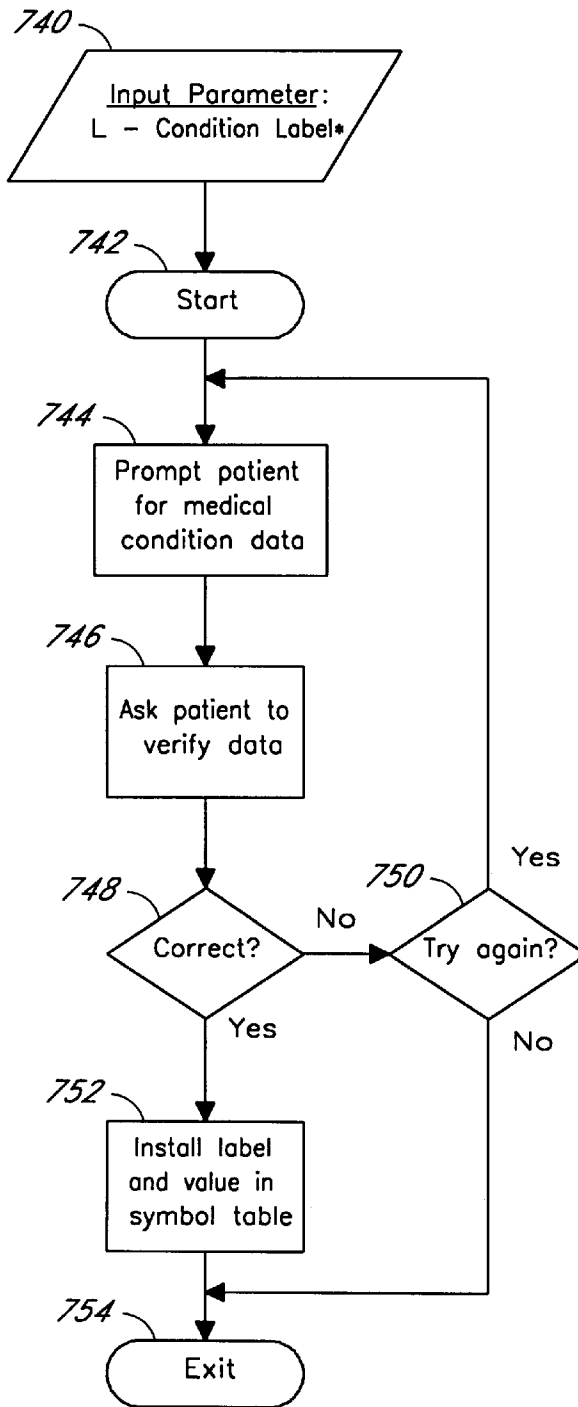 740
Input Parameter:
L – Condition Label*
742
Start
744
Prompt patient
for medical
condition data
746
Ask patient to
verify data
748
Correct?
No
Yes
750
Try again?
Yes
No
752
Install label
and value in
symbol table
754
Exit